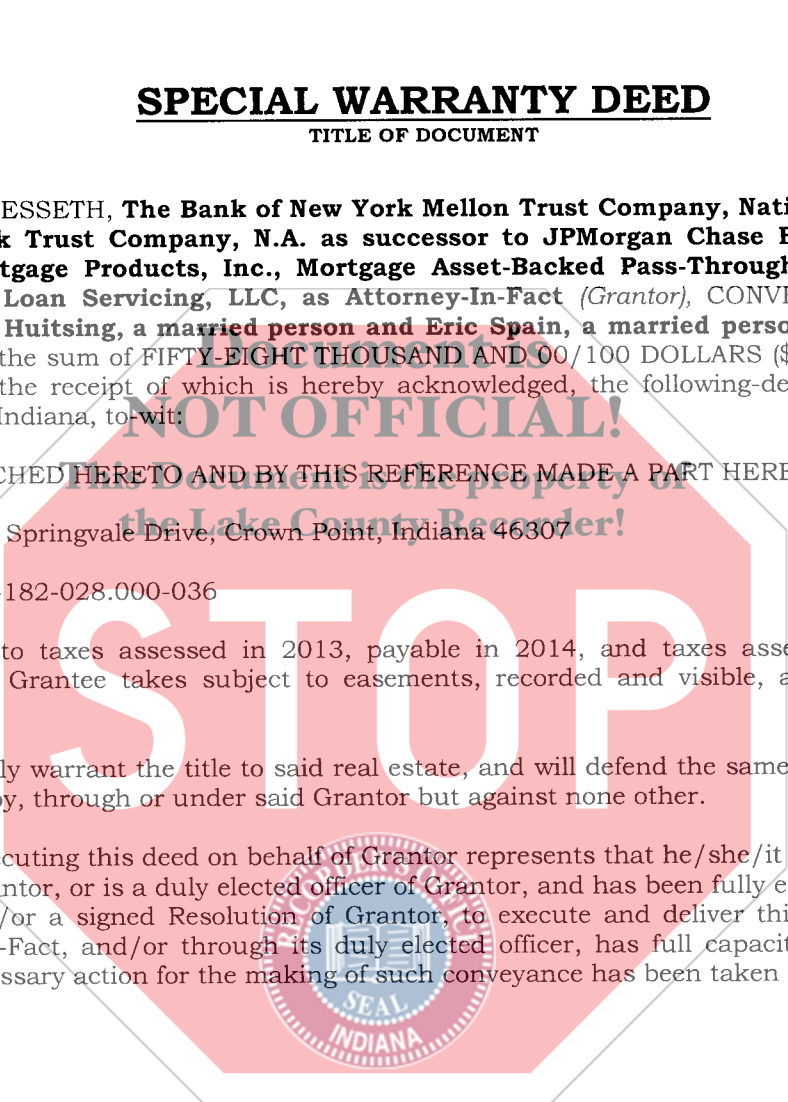 SPECIAL WARRANTY DEED
TITLE OF DOCUMENT
ESSETH, The Bank of New York Mellon Trust Company, Nati
k Trust Company, N.A. as successor to JPMorgan Chase
tgage Products, Inc., Mortgage Asset-Backed Pass-Through
Loan Servicing, LLC, as Attorney-In-Fact (Grantor), CONV
Huitsing, a married person and Eric Spain, a married perso
the sum of FIFTY-EIGHT THOUSAND AND 00/100 DOLLARS ($
Document is
the receipt of which is hereby acknowledged, the following-de
NOT OFFICIAL!
Indiana, to-wit:
CHED HERETO AND BY THIS REFERENCE MADE A PART HERE
This Document is the property of
the Lake County Recorder!
Springvale Drive, Crown Point, Indiana 46307
-182-028.000-036
STOP
to taxes assessed in 2013, payable in 2014, and taxes asse
Grantee takes subject to easements, recorded and visible, a
ly warrant the title to said real estate, and will defend the same
by, through or under said Grantor but against none other.
cuting this deed on behalf of Grantor represents that he/she/it
ntor, or is a duly elected officer of Grantor, and has been fully e
/or a signed Resolution of Grantor, to execute and deliver thi
-Fact, and/or through its duly elected officer, has full capacit
ssary action for the making of such conveyance has been taken
RECORDER'S OFFICE
SEAL
INDIANA